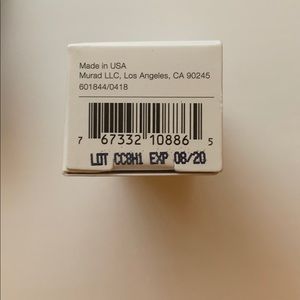 Made in USA
Murad LLC, Los Angeles, CA 90245
601844/0418
7 67332 10886 5
LOT CC8H1 EXP 08/20